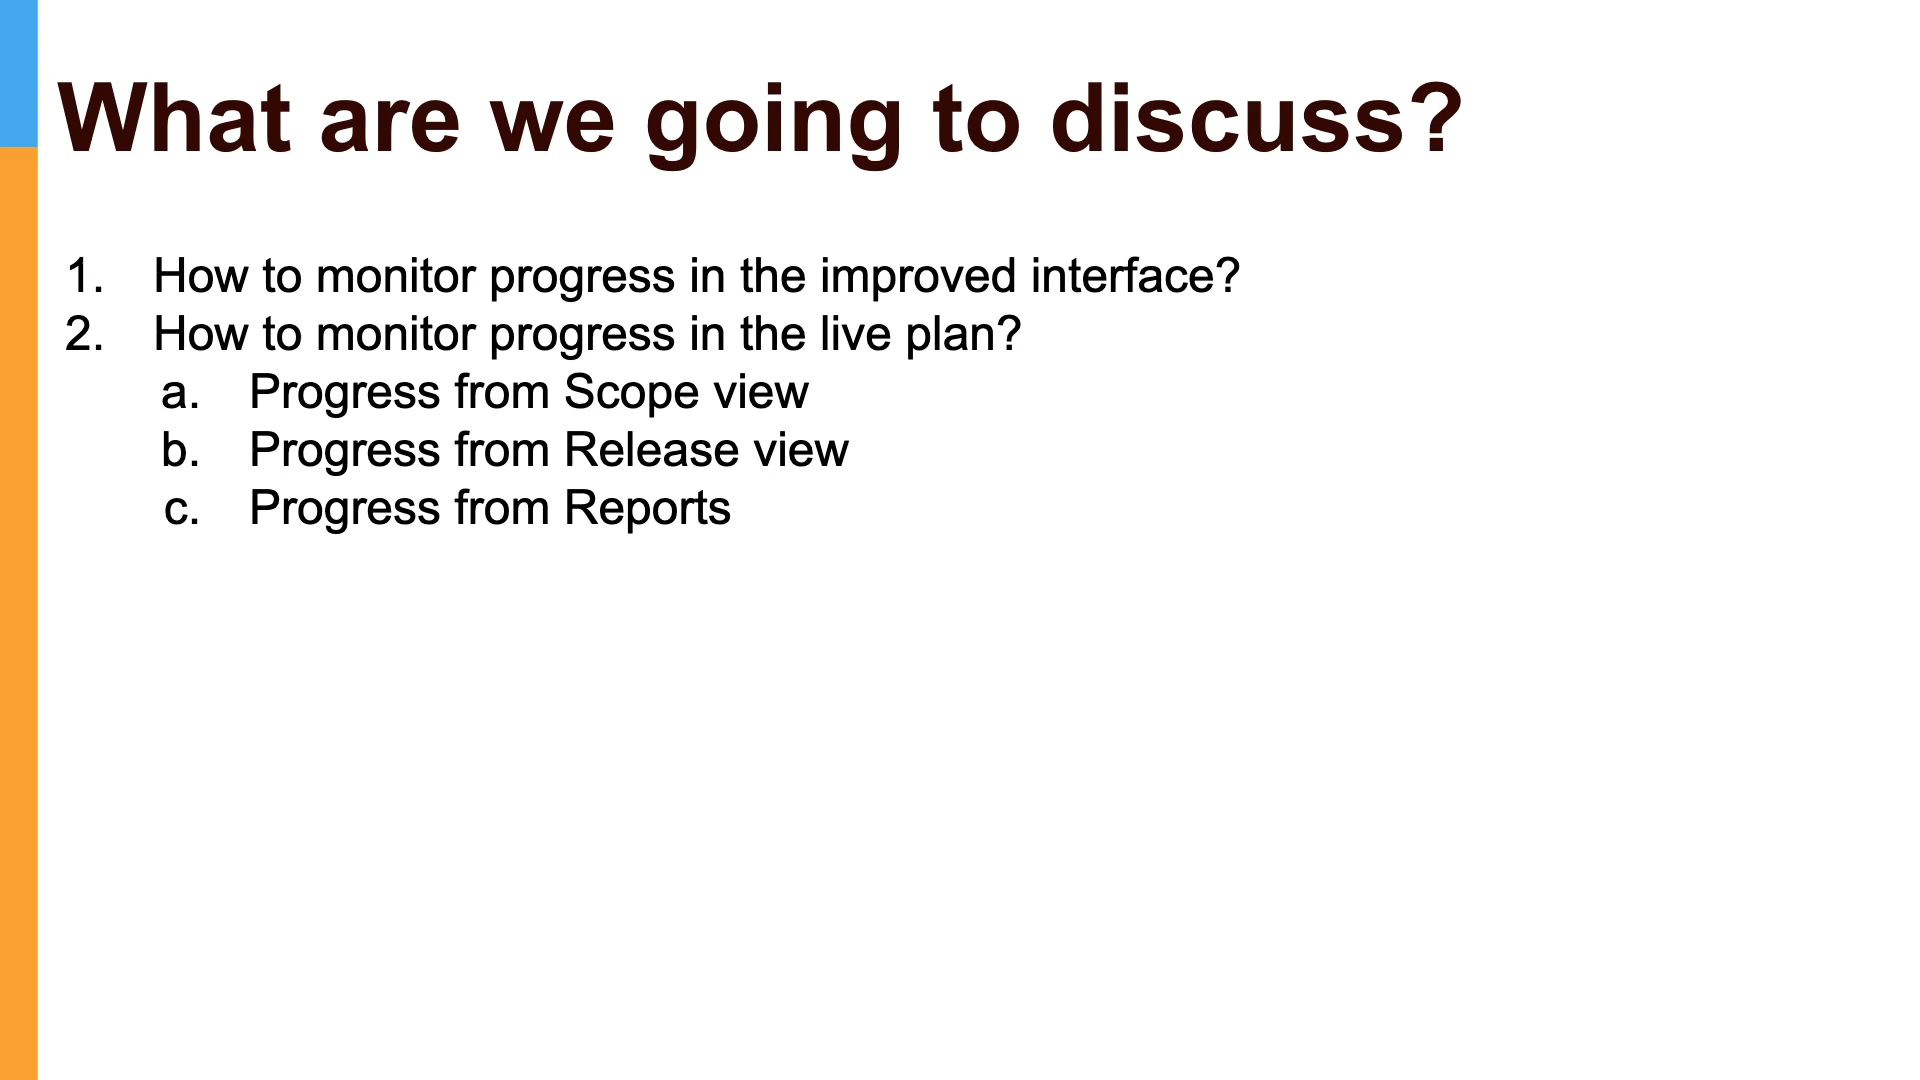 What are we going to discuss?
1. How to monitor progress in the improved interface?
2. How to monitor progress in the live plan?
a. Progress from Scope view
b. Progress from Release view
c. Progress from Reports